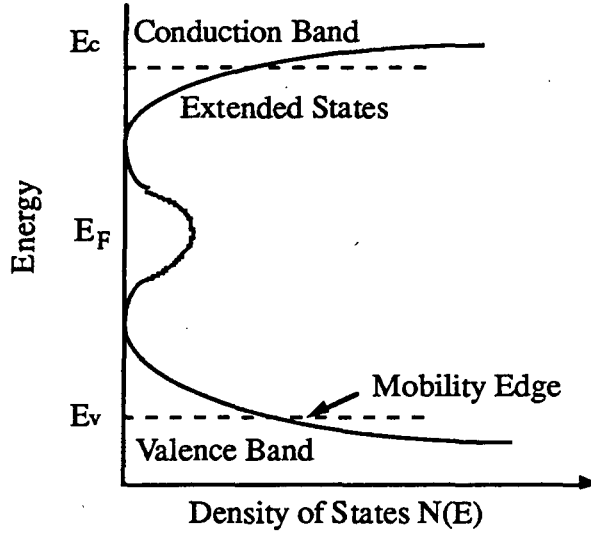 Conduction Band
Ec
Extended States
Energy
EF
Mobility Edge
Ev
Valence Band
Density of States N(E)